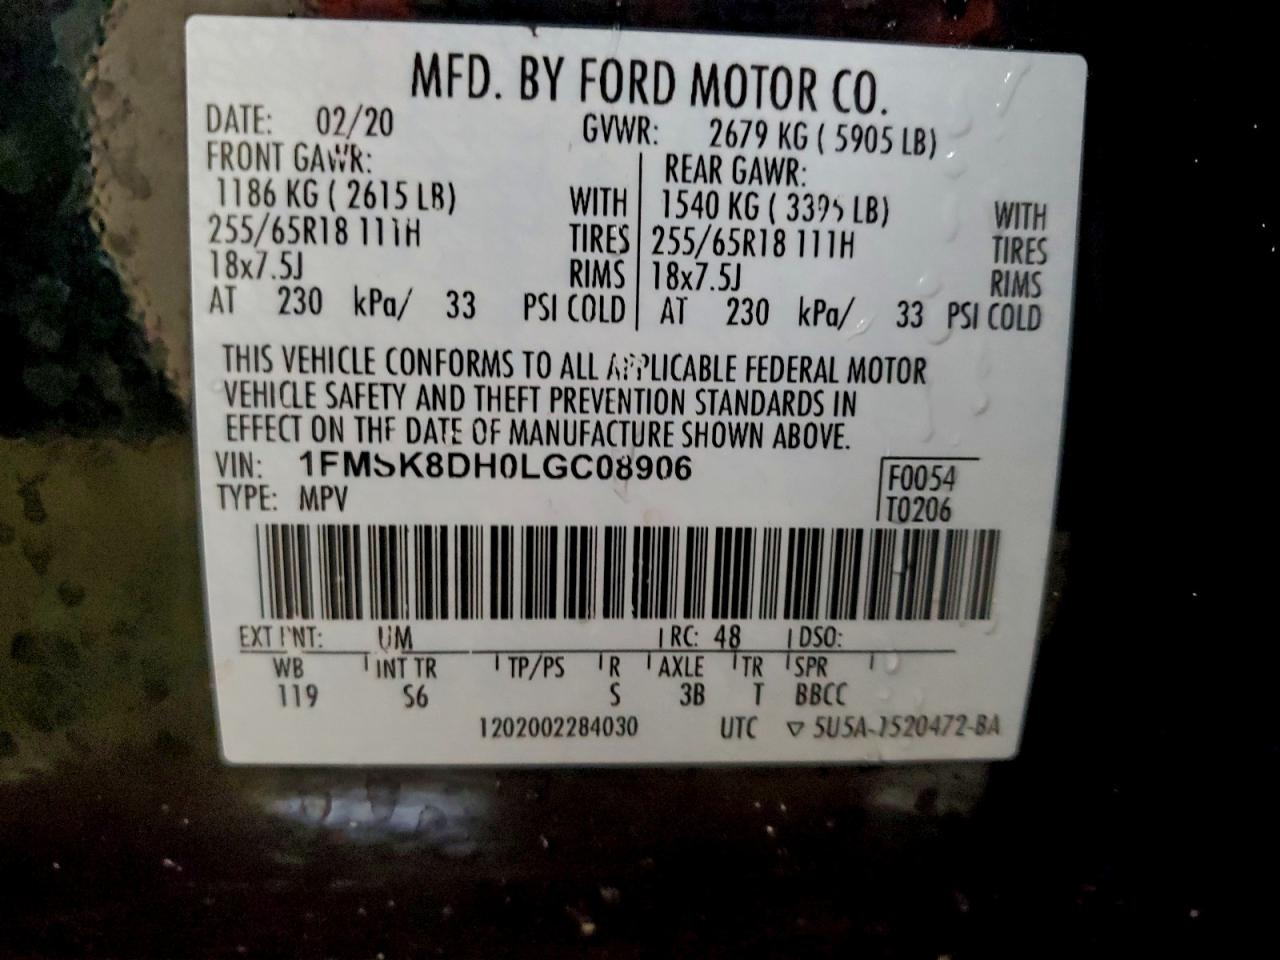 MFD. BY FORD MOTOR CO.
DATE: 02/20 GVWR: 2679 KG ( 5905 LB)
FRONT GAWR: REAR GAWR:
1186 KG ( 2615 LB) WITH 1540 KG ( 3395 LB) WITH
255/65R18 111H TIRES 255/65R18 111H TIRES
18x7.5J RIMS 18x7.5J RIMS
AT 230 kPa/ 33 PSI COLD AT 230 kPa/ 33 PSI COLD
THIS VEHICLE CONFORMS TO ALL APPLICABLE FEDERAL MOTOR
VEHICLE SAFETY AND THEFT PREVENTION STANDARDS IN
EFFECT ON THE DATE OF MANUFACTURE SHOWN ABOVE.
VIN: 1FMSK8DH0LGC08906 F0054
TYPE: MPV T0206
EXT PNT: UM RC: 48 DSO:
WB INT TR TP/PS R AXLE TR SPR
119 S6 S 3B T BBCC
1202002284030 UTC ▽ 5U5A-1520472-BA